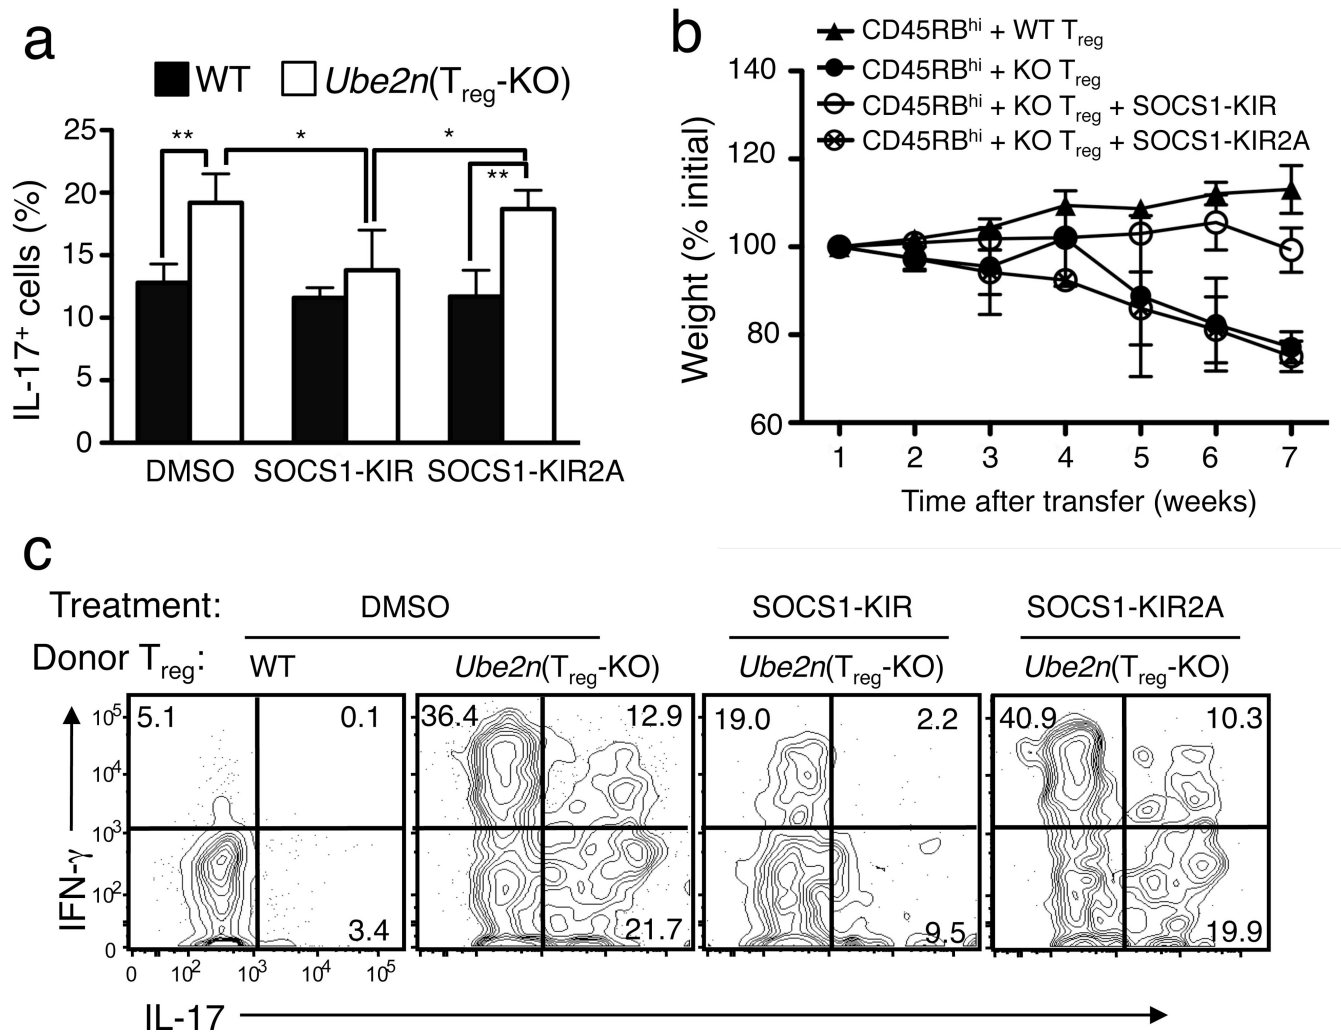 a
WT Ube2n(Treg-KO)
IL-17+ cells (%)
25
20
15
10
5
0
** * * **
DMSO SOCS1-KIR SOCS1-KIR2A
b
CD45RBhi + WT Treg
CD45RBhi + KO Treg
CD45RBhi + KO Treg + SOCS1-KIR
CD45RBhi + KO Treg + SOCS1-KIR2A
Weight (% initial)
140
120
100
80
60
1 2 3 4 5 6 7
Time after transfer (weeks)
c
Treatment: DMSO SOCS1-KIR SOCS1-KIR2A
Donor Treg: WT Ube2n(Treg-KO) Ube2n(Treg-KO) Ube2n(Treg-KO)
5.1 0.1 36.4 12.9 19.0 2.2 40.9 10.3
3.4 21.7 9.5 19.9
IFN-γ
105
104
103
102
0
0 102 103 104 105
IL-17